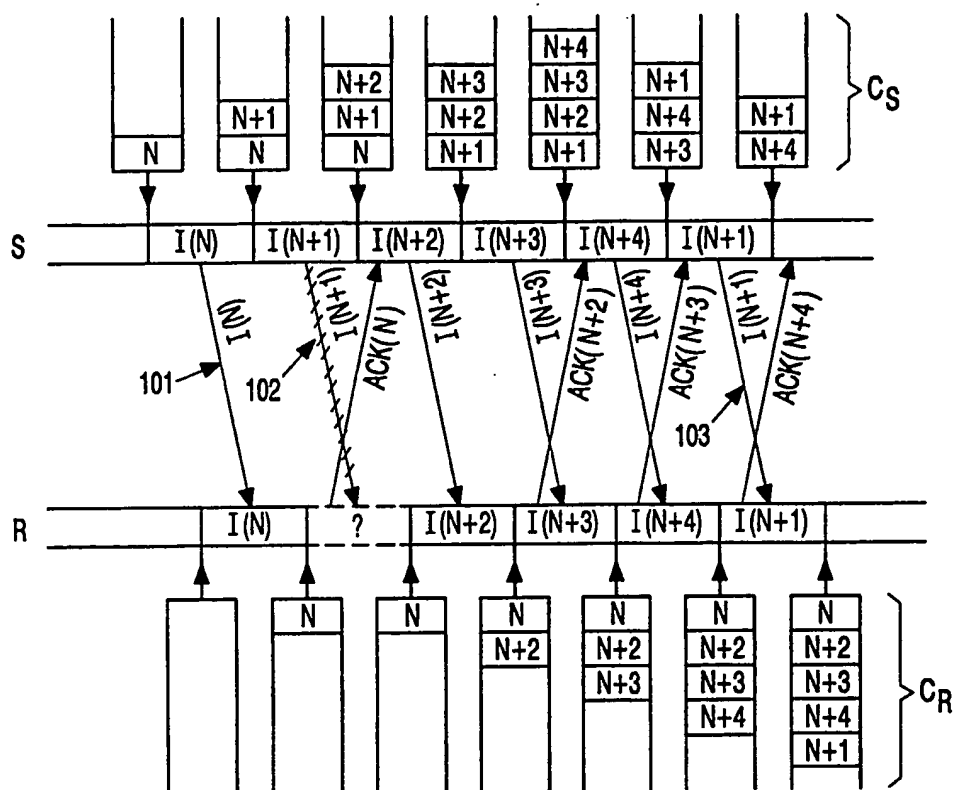 N
N+1
N
N+2
N+1
N
N+3
N+2
N+1
N+4
N+3
N+2
N+1
N+1
N+4
N+3
N+1
N+4
CS
S
I(N)
I(N+1)
I(N+2)
I(N+3)
I(N+4)
I(N+1)
I(N)
I(N+1)
ACK(N)
I(N+2)
I(N+3)
ACK(N+2)
I(N+4)
ACK(N+3)
I(N+1)
ACK(N+4)
101
102
103
R
I(N)
?
I(N+2)
I(N+3)
I(N+4)
I(N+1)
N
N
N
N+2
N
N+2
N+3
N
N+2
N+3
N+4
N
N+2
N+3
N+4
N+1
CR